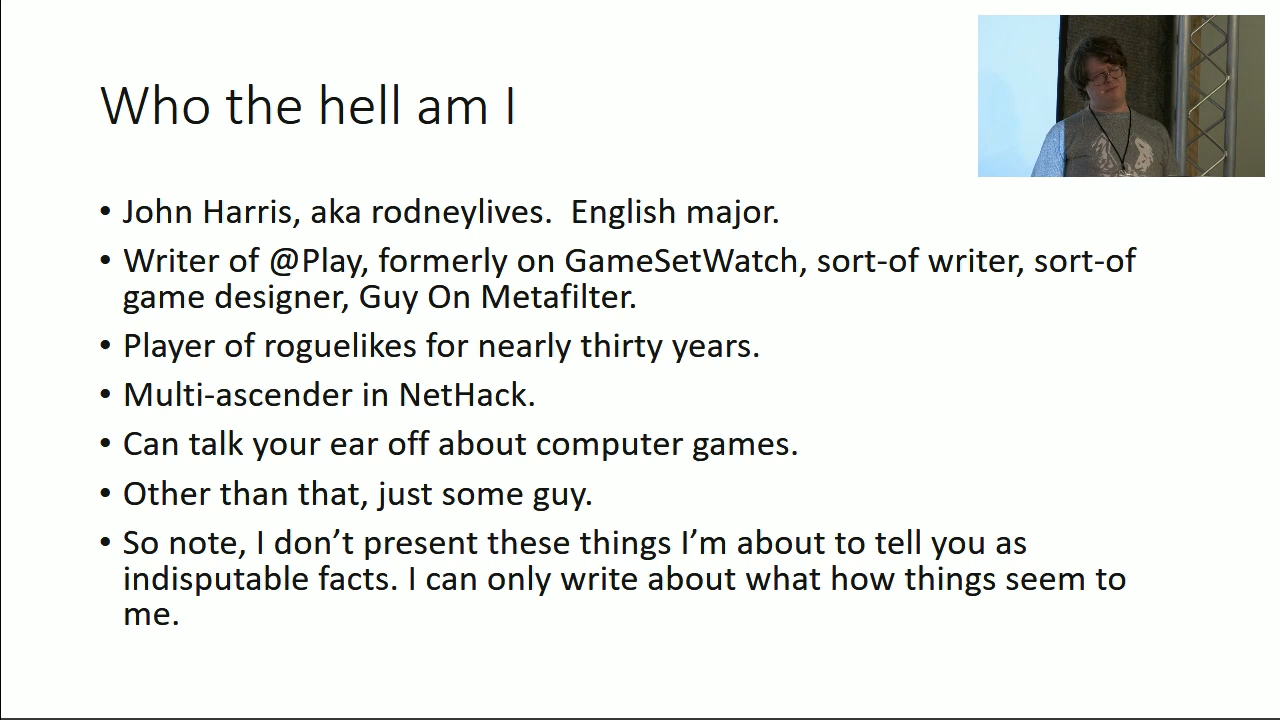 Who the hell am I
• John Harris, aka rodneylives.  English major.
• Writer of @Play, formerly on GameSetWatch, sort-of writer, sort-of
game designer, Guy On Metafilter.
• Player of roguelikes for nearly thirty years.
• Multi-ascender in NetHack.
• Can talk your ear off about computer games.
• Other than that, just some guy.
• So note, I don’t present these things I’m about to tell you as
indisputable facts. I can only write about what how things seem to
me.